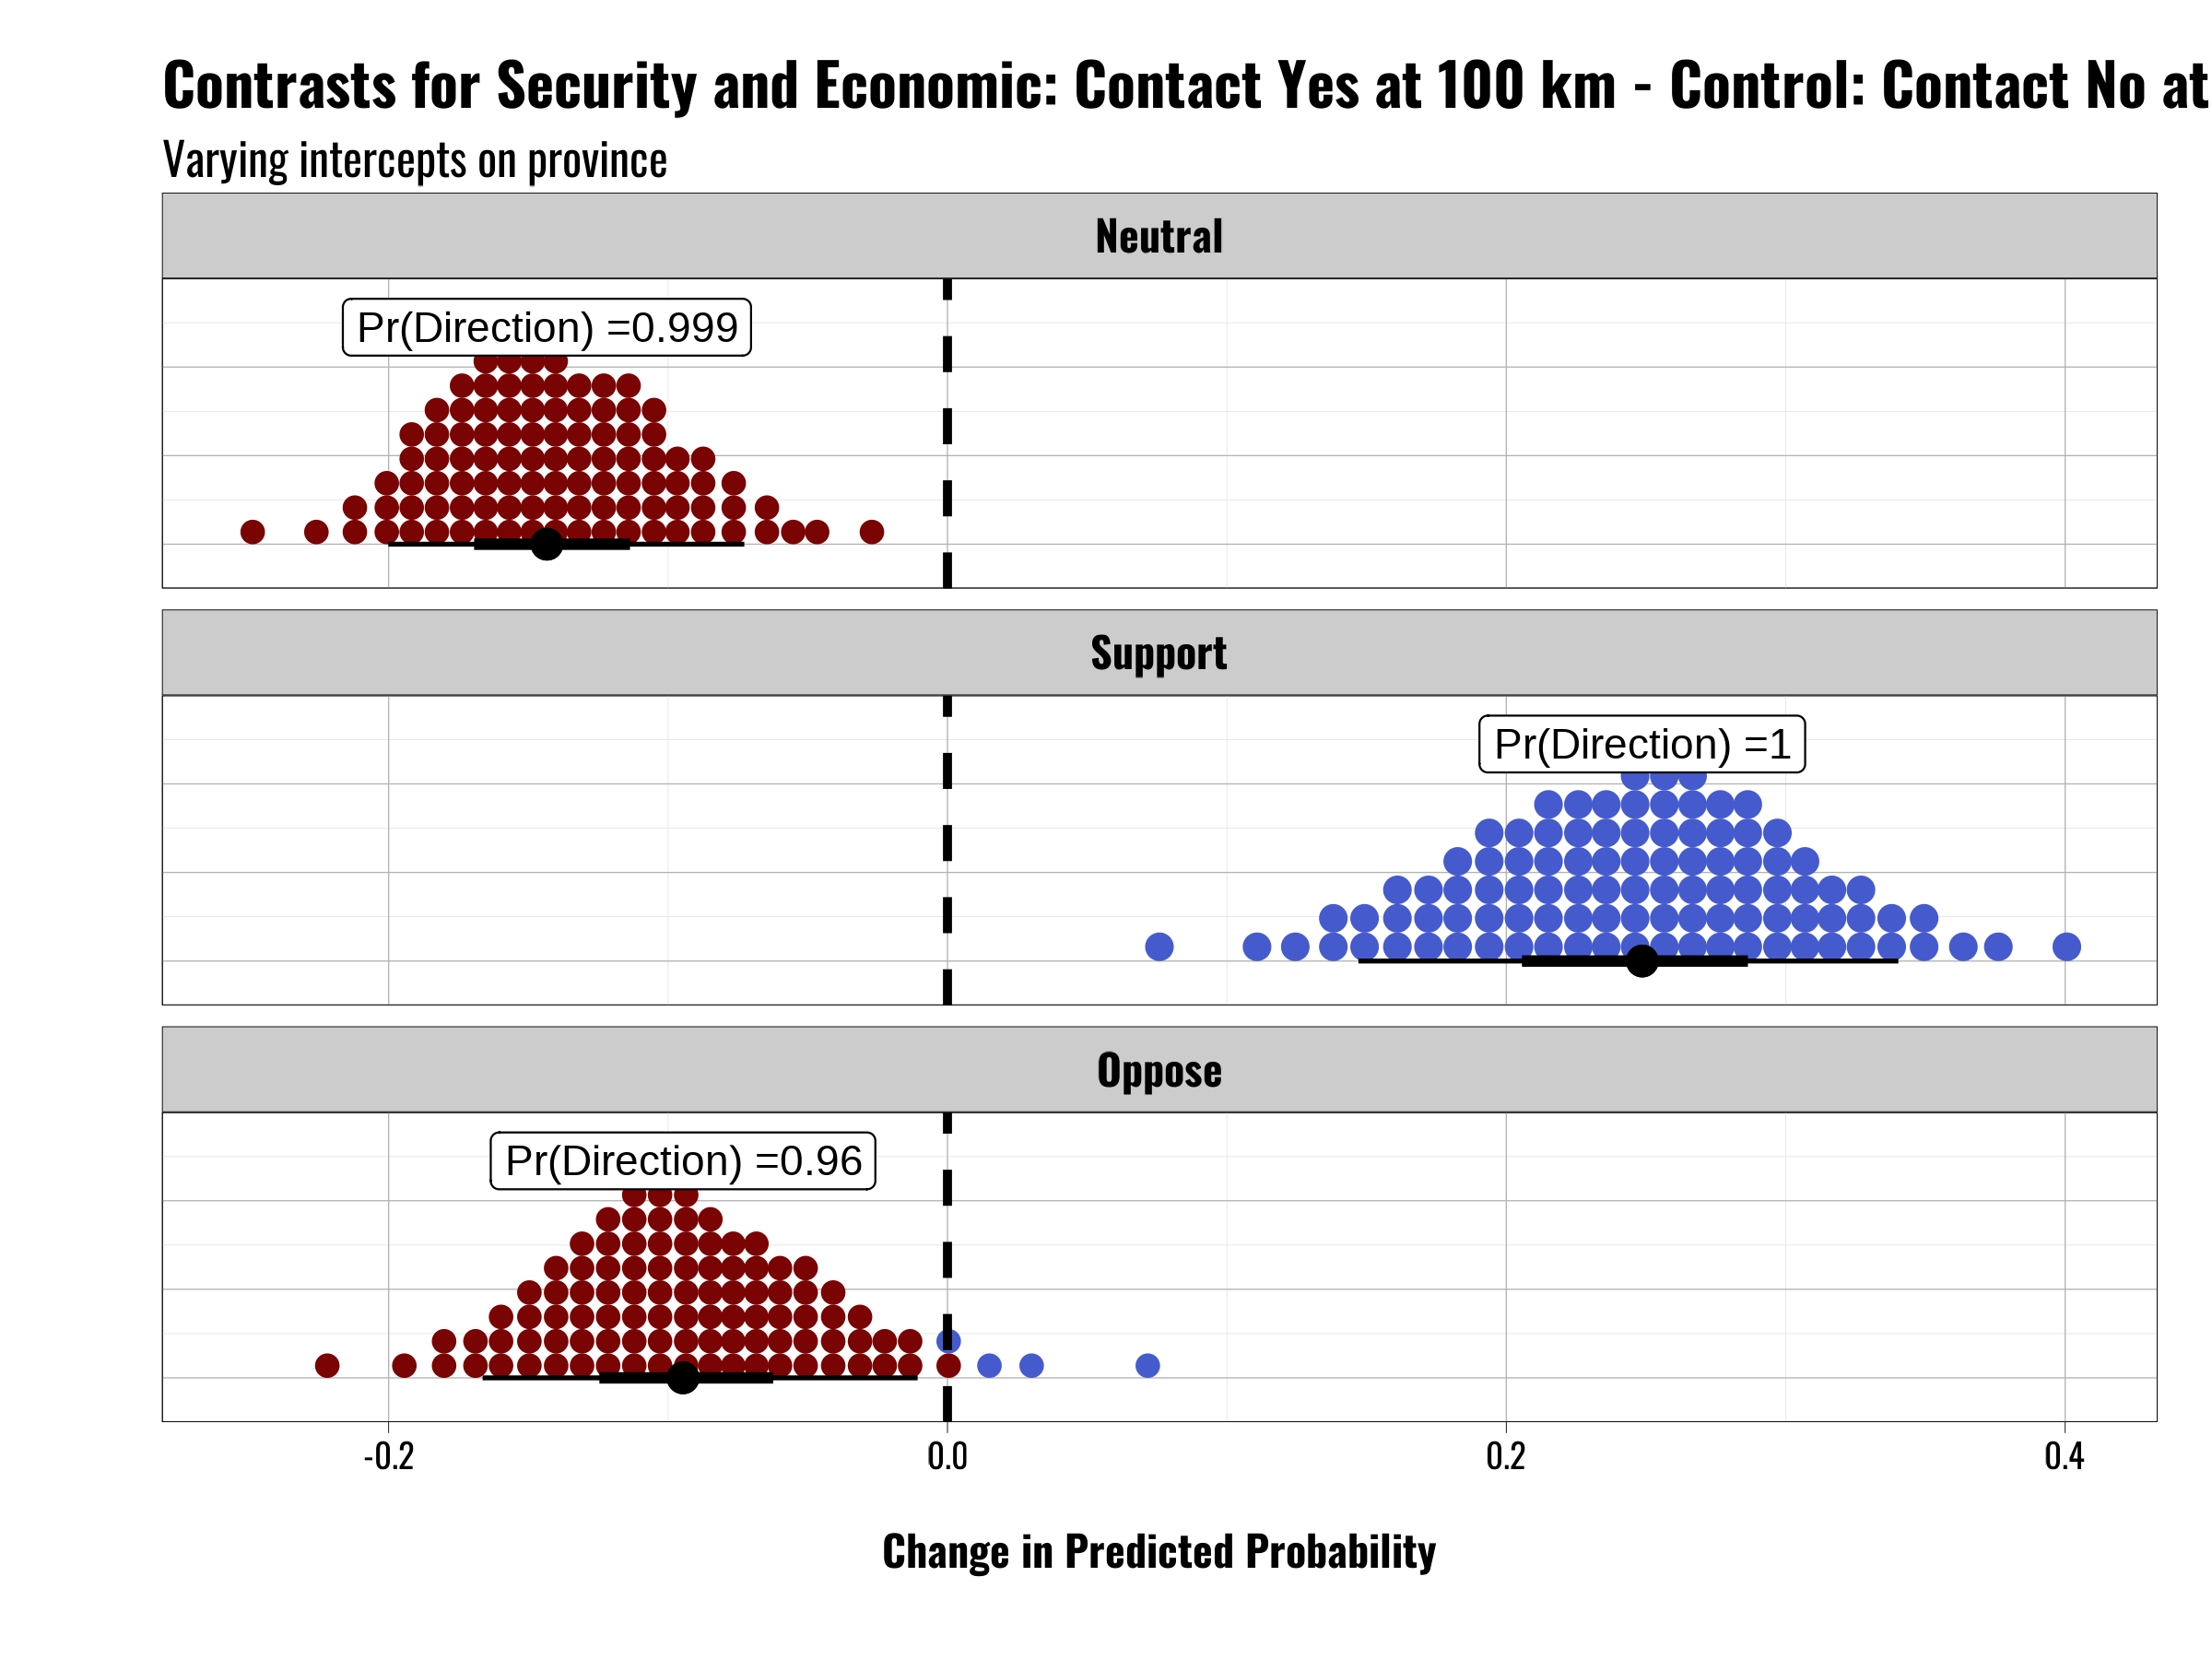 Contrasts for Security and Economic: Contact Yes at 100 km - Control: Contact No at
Varying intercepts on province
Neutral
Pr(Direction) =0.999
Support
Pr(Direction) =1
Oppose
Pr(Direction) =0.96
-0.2 0.0 0.2 0.4
Change in Predicted Probability